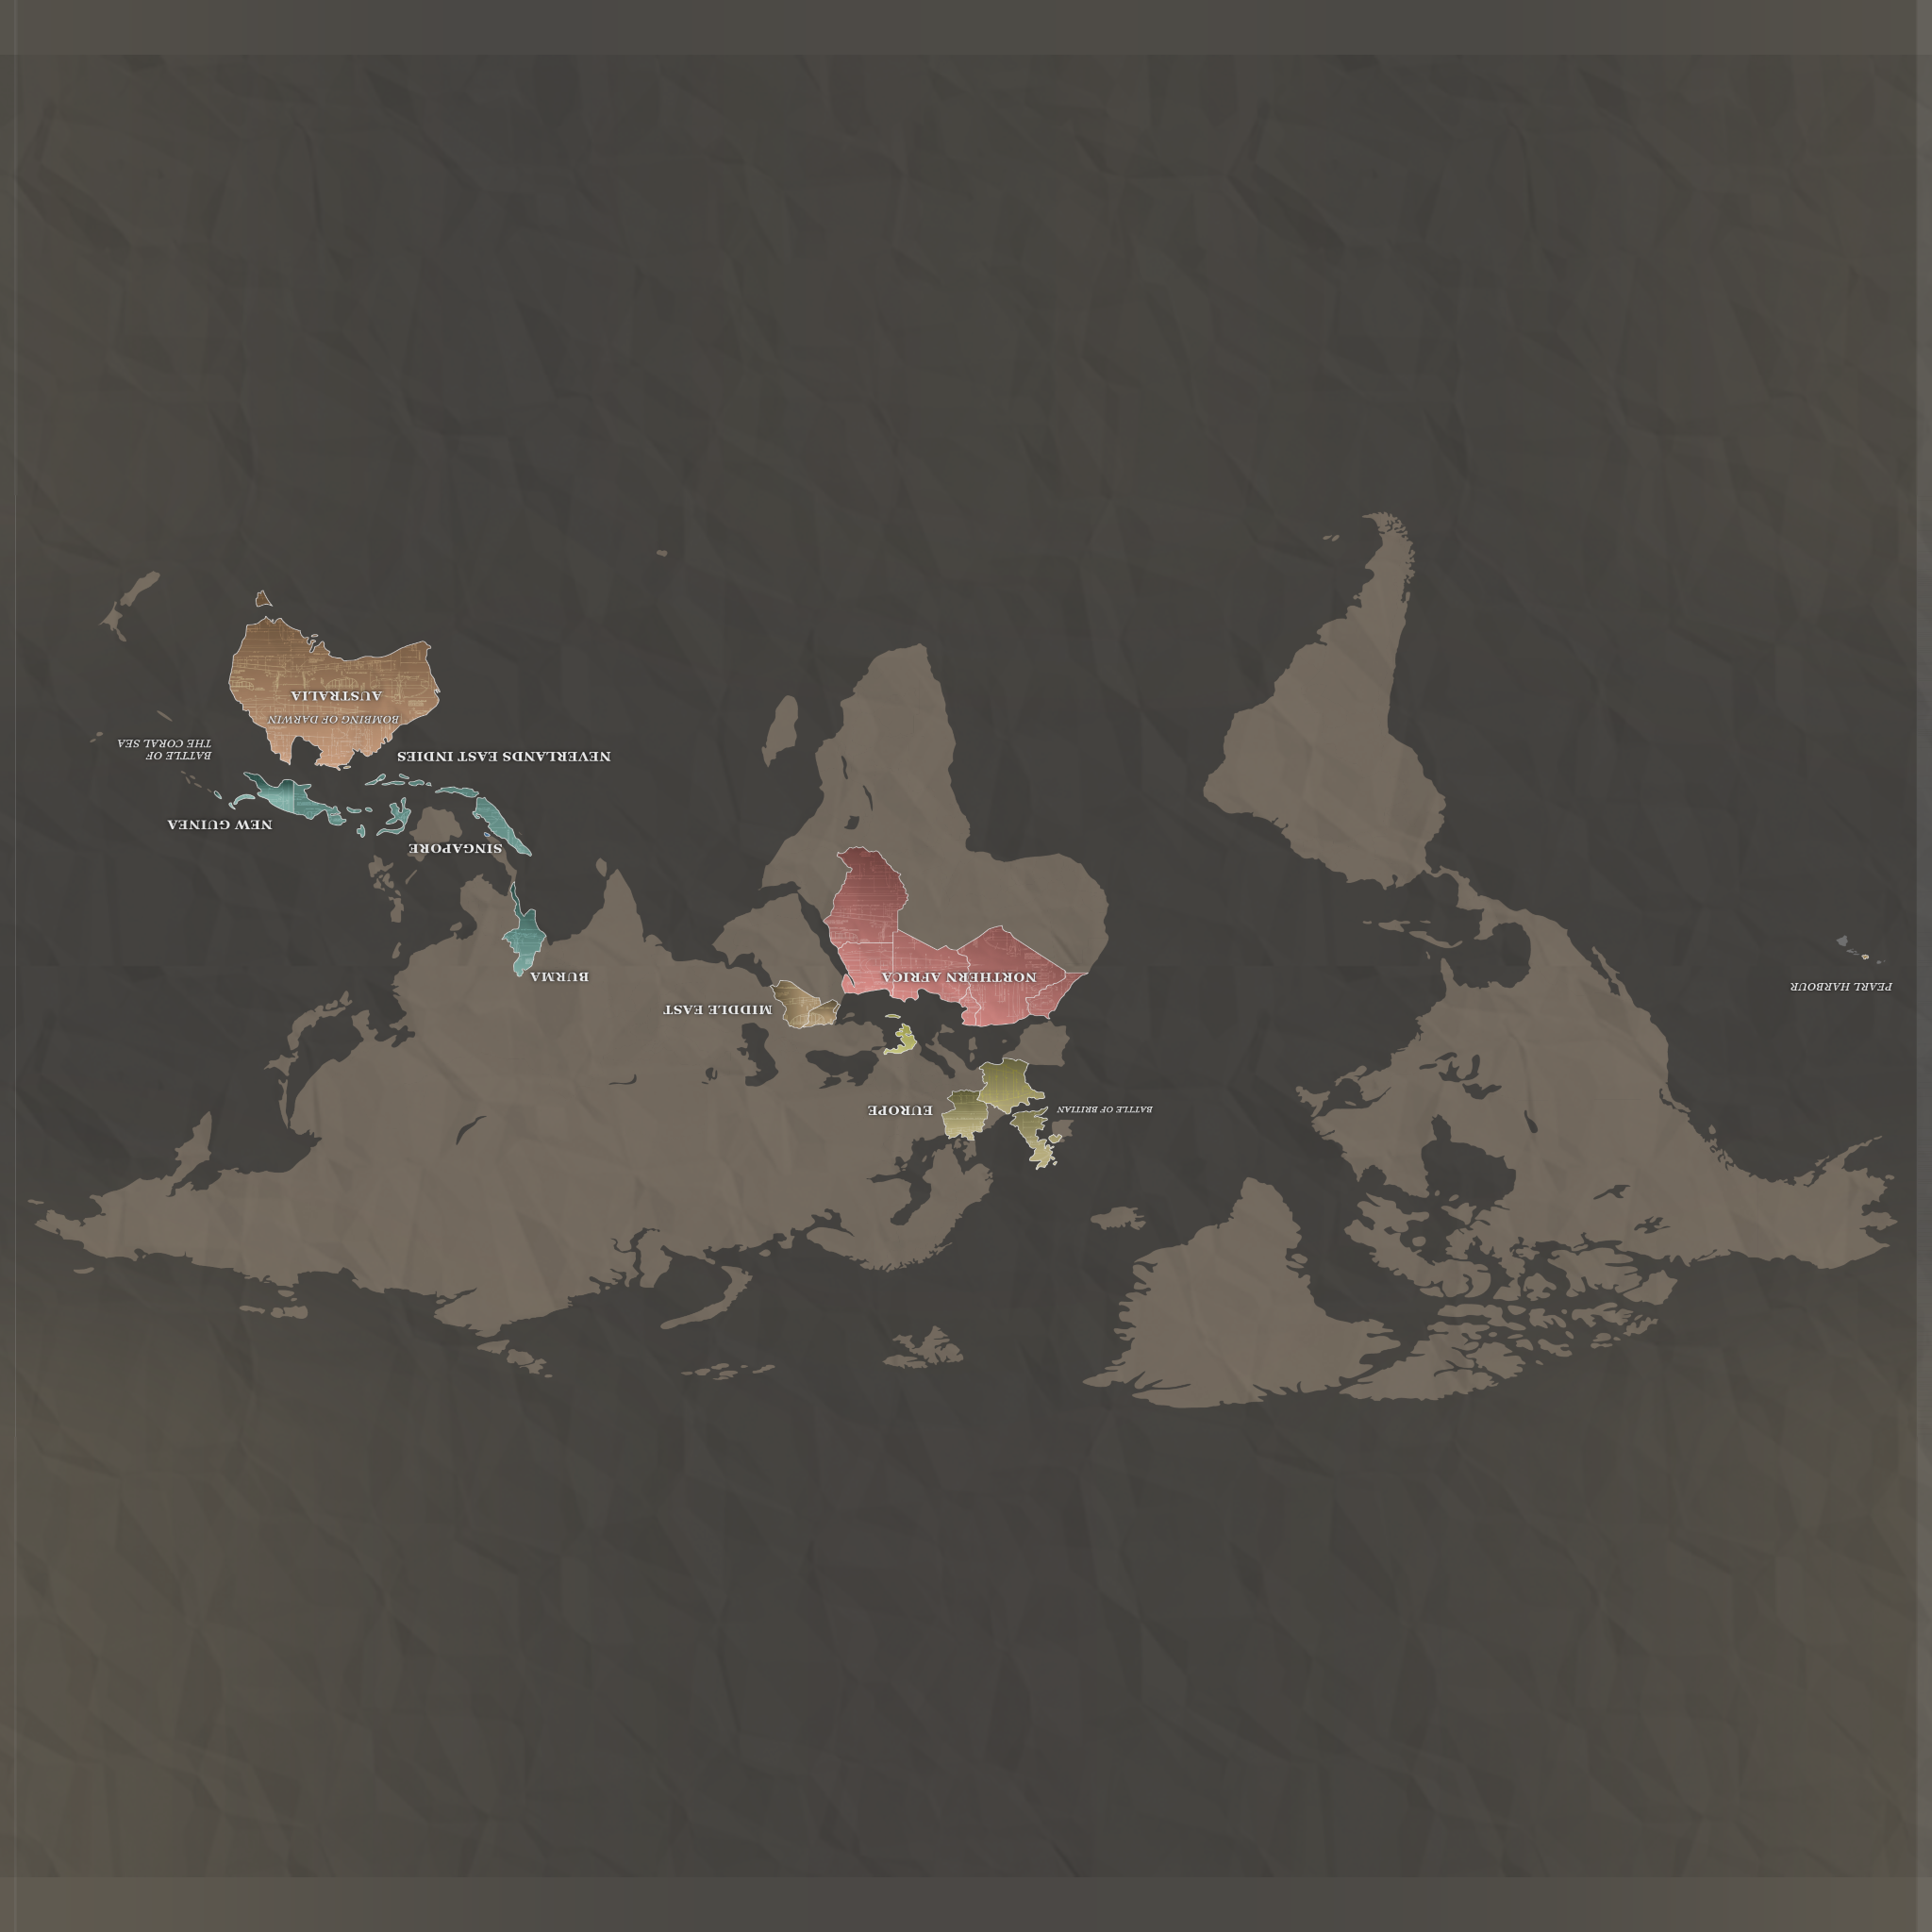 BATTLE OF BRITIAN
EUROPE
MIDDLE EAST
PEARL HARBOUR
NORTHERN AFRICA
BURMA
SINGAPORE
NEW GUINEA
NEVERLANDS EAST INDIES
BATTLE OF
THE CORAL SEA
BOMBING OF DARWIN
AUSTRALIA